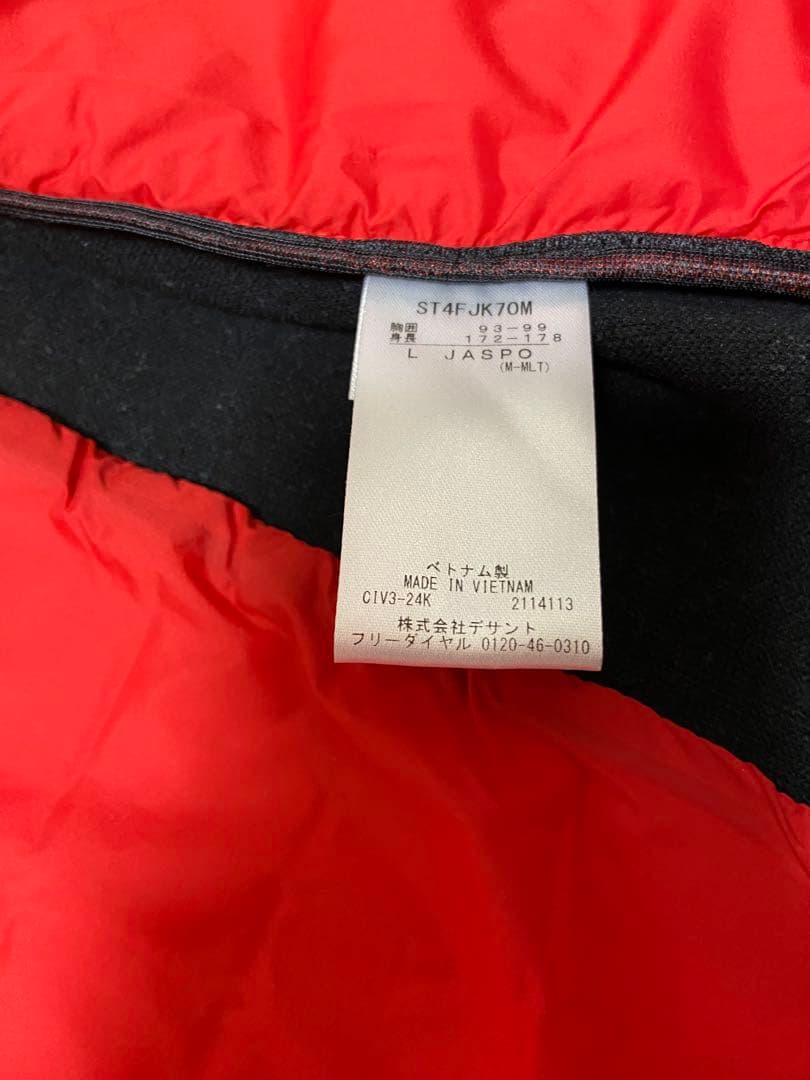 ST4FJK70M
胸囲 93-99
身長 172-178
L JASPO
(M-MLT)
ベトナム製
MADE IN VIETNAM
CIV3-24K 2114113
株式会社デサント
フリーダイヤル 0120-46-0310